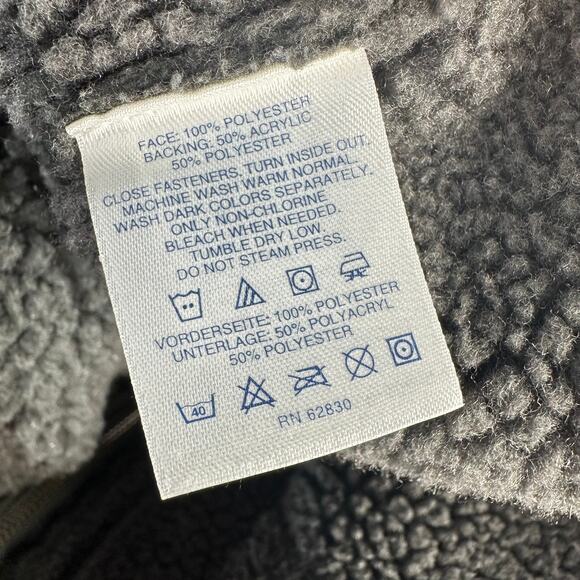 FACE: 100% POLYESTER
BACKING: 50% ACRYLIC
50% POLYESTER
CLOSE FASTENERS. TURN INSIDE OUT.
MACHINE WASH WARM NORMAL.
WASH DARK COLORS SEPARATELY.
ONLY NON-CHLORINE
BLEACH WHEN NEEDED.
TUMBLE DRY LOW.
DO NOT STEAM PRESS.
VORDERSEITE: 100% POLYESTER
UNTERLAGE: 50% POLYACRYL
50% POLYESTER
40
RN 62830